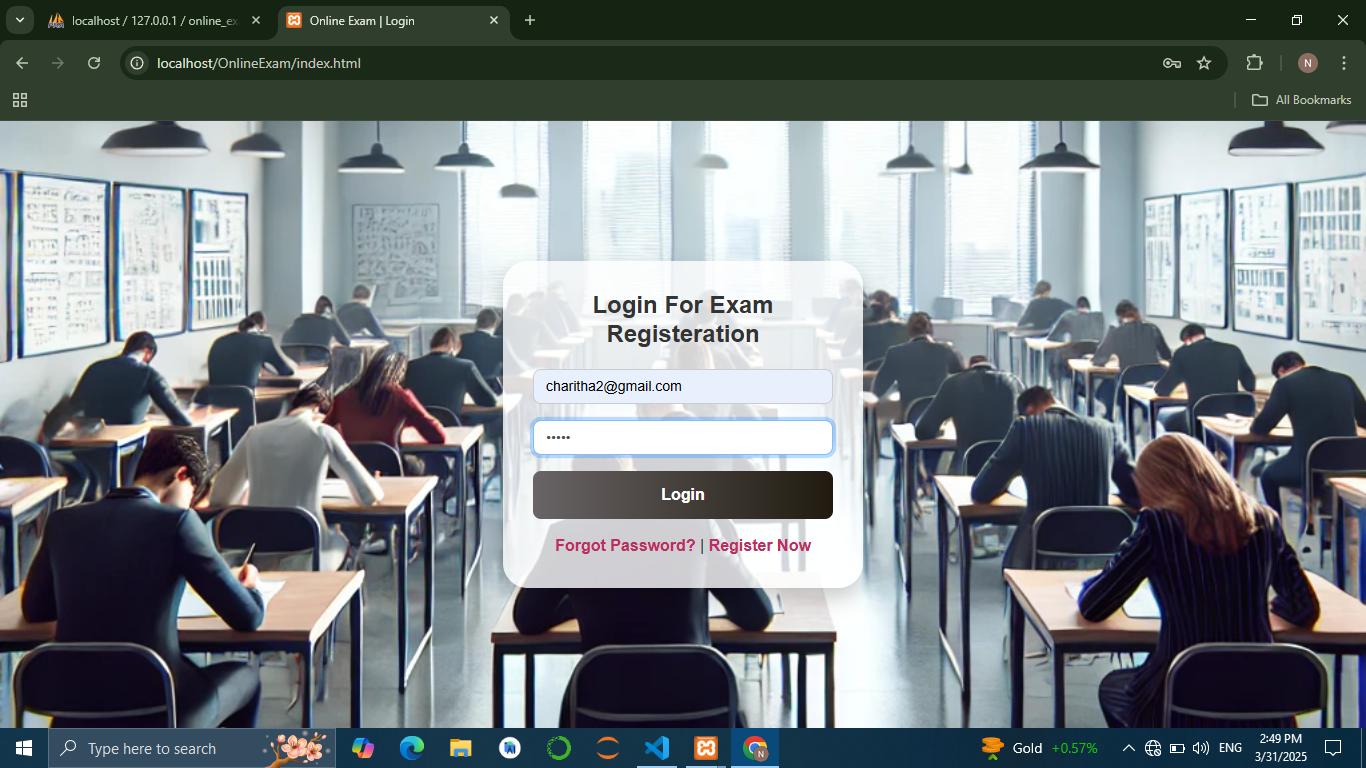 localhost / 127.0.0.1 / online_ex
Online Exam | Login
localhost/OnlineExam/index.html
N
All Bookmarks
Login For Exam
Registeration
charitha2@gmail.com
•••••
Login
Forgot Password? | Register Now
Type here to search
N
Gold +0.57%
ENG
2:49 PM
3/31/2025